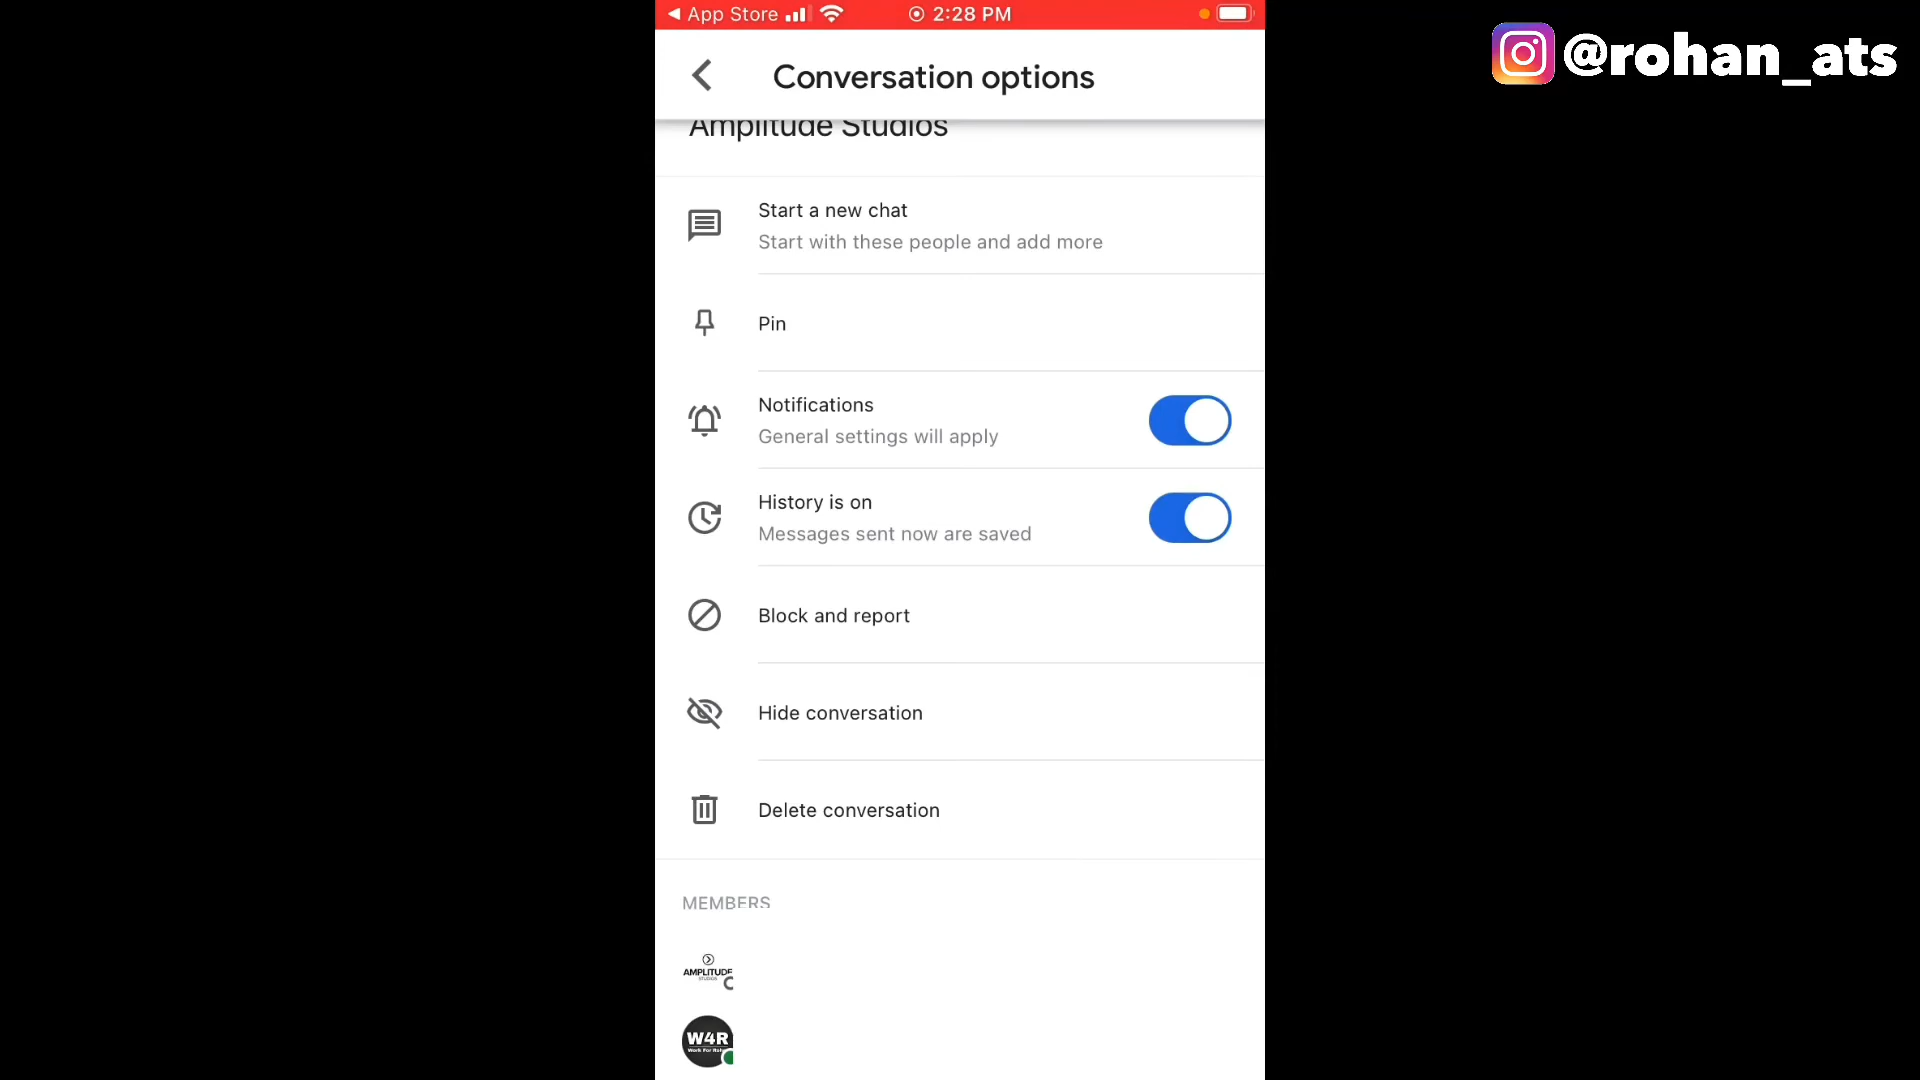 App Store
2:28 PM
@rohan_ats
Conversation options
Amplitude Studios
Start a new chat
Start with these people and add more
Pin
Notifications
General settings will apply
History is on
Messages sent now are saved
Block and report
Hide conversation
Delete conversation
MEMBERS
AMPLITUDE
STUDIOS
W4R